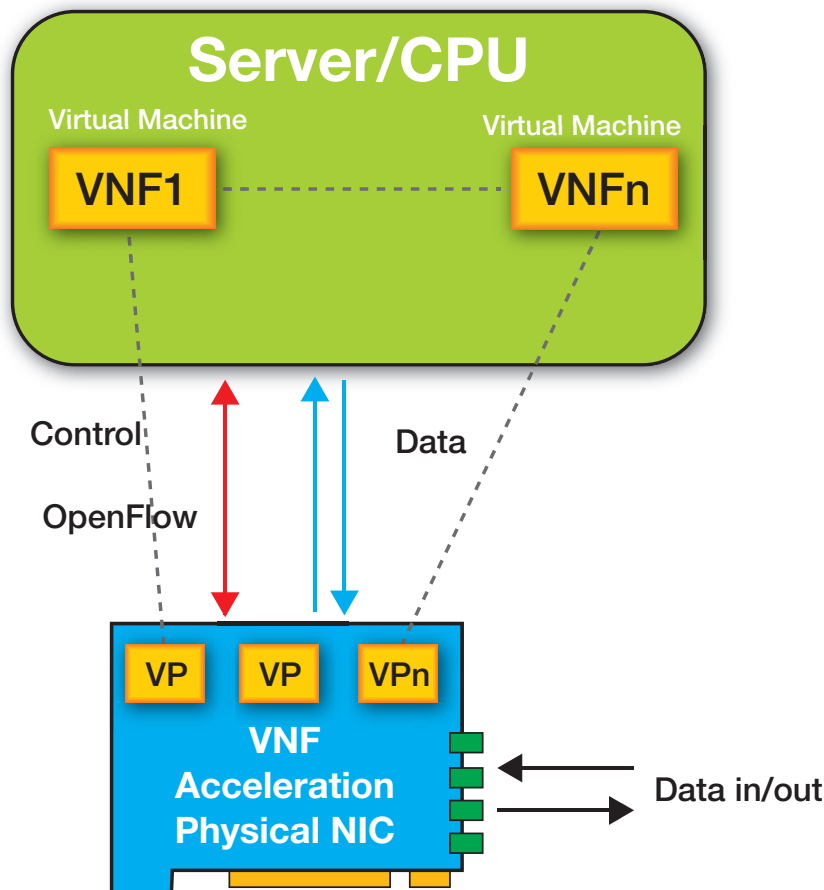 Server/CPU
Virtual Machine
Virtual Machine
VNF1
VNFn
Control
Data
OpenFlow
VP
VP
VPn
VNF
Acceleration
Physical NIC
Data in/out